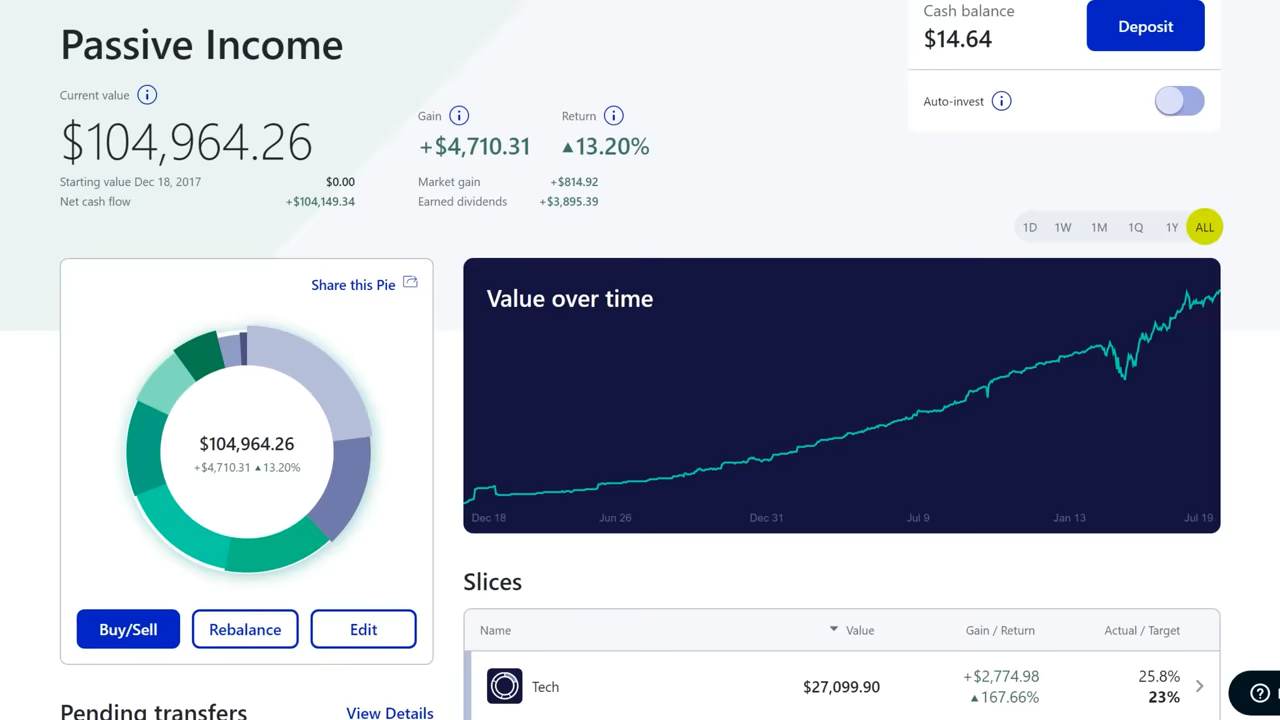 Passive Income
Cash balance
$14.64
Deposit
Auto-invest
Current value
$104,964.26
Gain
+$4,710.31
Return
▲13.20%
Starting value Dec 18, 2017 $0.00
Net cash flow +$104,149.34
Market gain +$814.92
Earned dividends +$3,895.39
1D 1W 1M 1Q 1Y ALL
Share this Pie
$104,964.26
+$4,710.31 ▲13.20%
Buy/Sell Rebalance Edit
Pending transfers View Details
Value over time
Dec 18 Jun 26 Dec 31 Jul 9 Jan 13 Jul 19
Slices
Name Value Gain / Return Actual / Target
Tech $27,099.90
+$2,774.98
▲167.66%
25.8%
23%